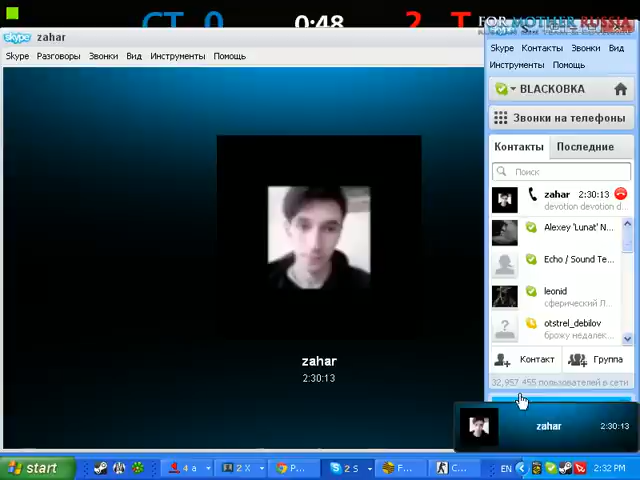 CT 0 0:48 2 T
FOR MOTHER RUSSIA
zahar
Skype Разговоры Звонки Вид Инструменты Помощь
Skype Контакты Звонки Вид
Инструменты Помощь
BLACKOBKA
Звонки на телефоны
Контакты Последние
Поиск
zahar 2:30:13
devotion devotion d...
Alexey 'Lunat' N...
Echo / Sound Te...
leonid
сферический Л...
otstrel_debilov
брожу недалек...
Контакт Группа
32,957 455 пользователей в сети
zahar
2:30:13
zahar 2:30:13
start 4 a 2 X P... 2 S F... C... EN 2:32 PM